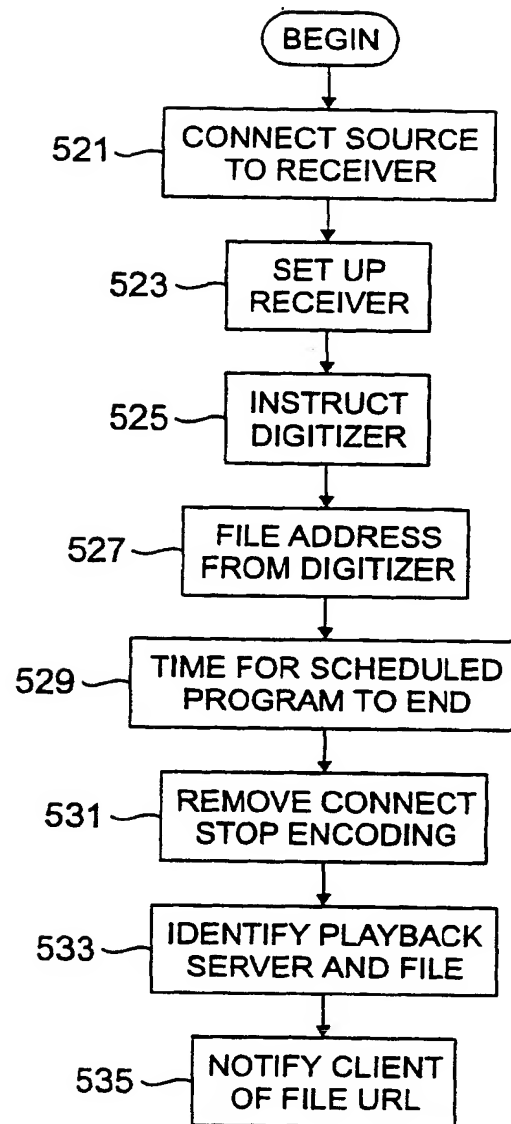 BEGIN
521
CONNECT SOURCE
TO RECEIVER
523
SET UP
RECEIVER
525
INSTRUCT
DIGITIZER
527
FILE ADDRESS
FROM DIGITIZER
529
TIME FOR SCHEDULED
PROGRAM TO END
531
REMOVE CONNECT
STOP ENCODING
533
IDENTIFY PLAYBACK
SERVER AND FILE
535
NOTIFY CLIENT
OF FILE URL